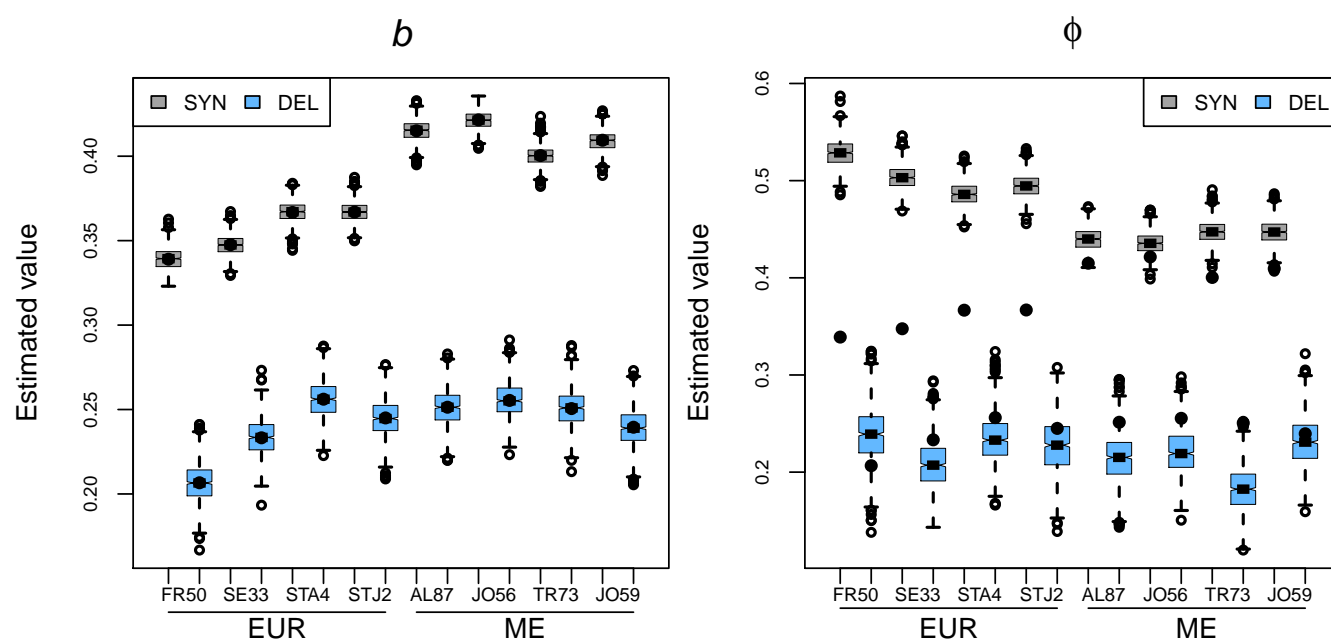 b
Estimated value
0.20 0.25 0.30 0.35 0.40
SYN DEL
FR50 SE33 STA4 STJ2 AL87 JO56 TR73 JO59
EUR ME
ϕ
Estimated value
0.2 0.3 0.4 0.5 0.6
SYN DEL
FR50 SE33 STA4 STJ2 AL87 JO56 TR73 JO59
EUR ME